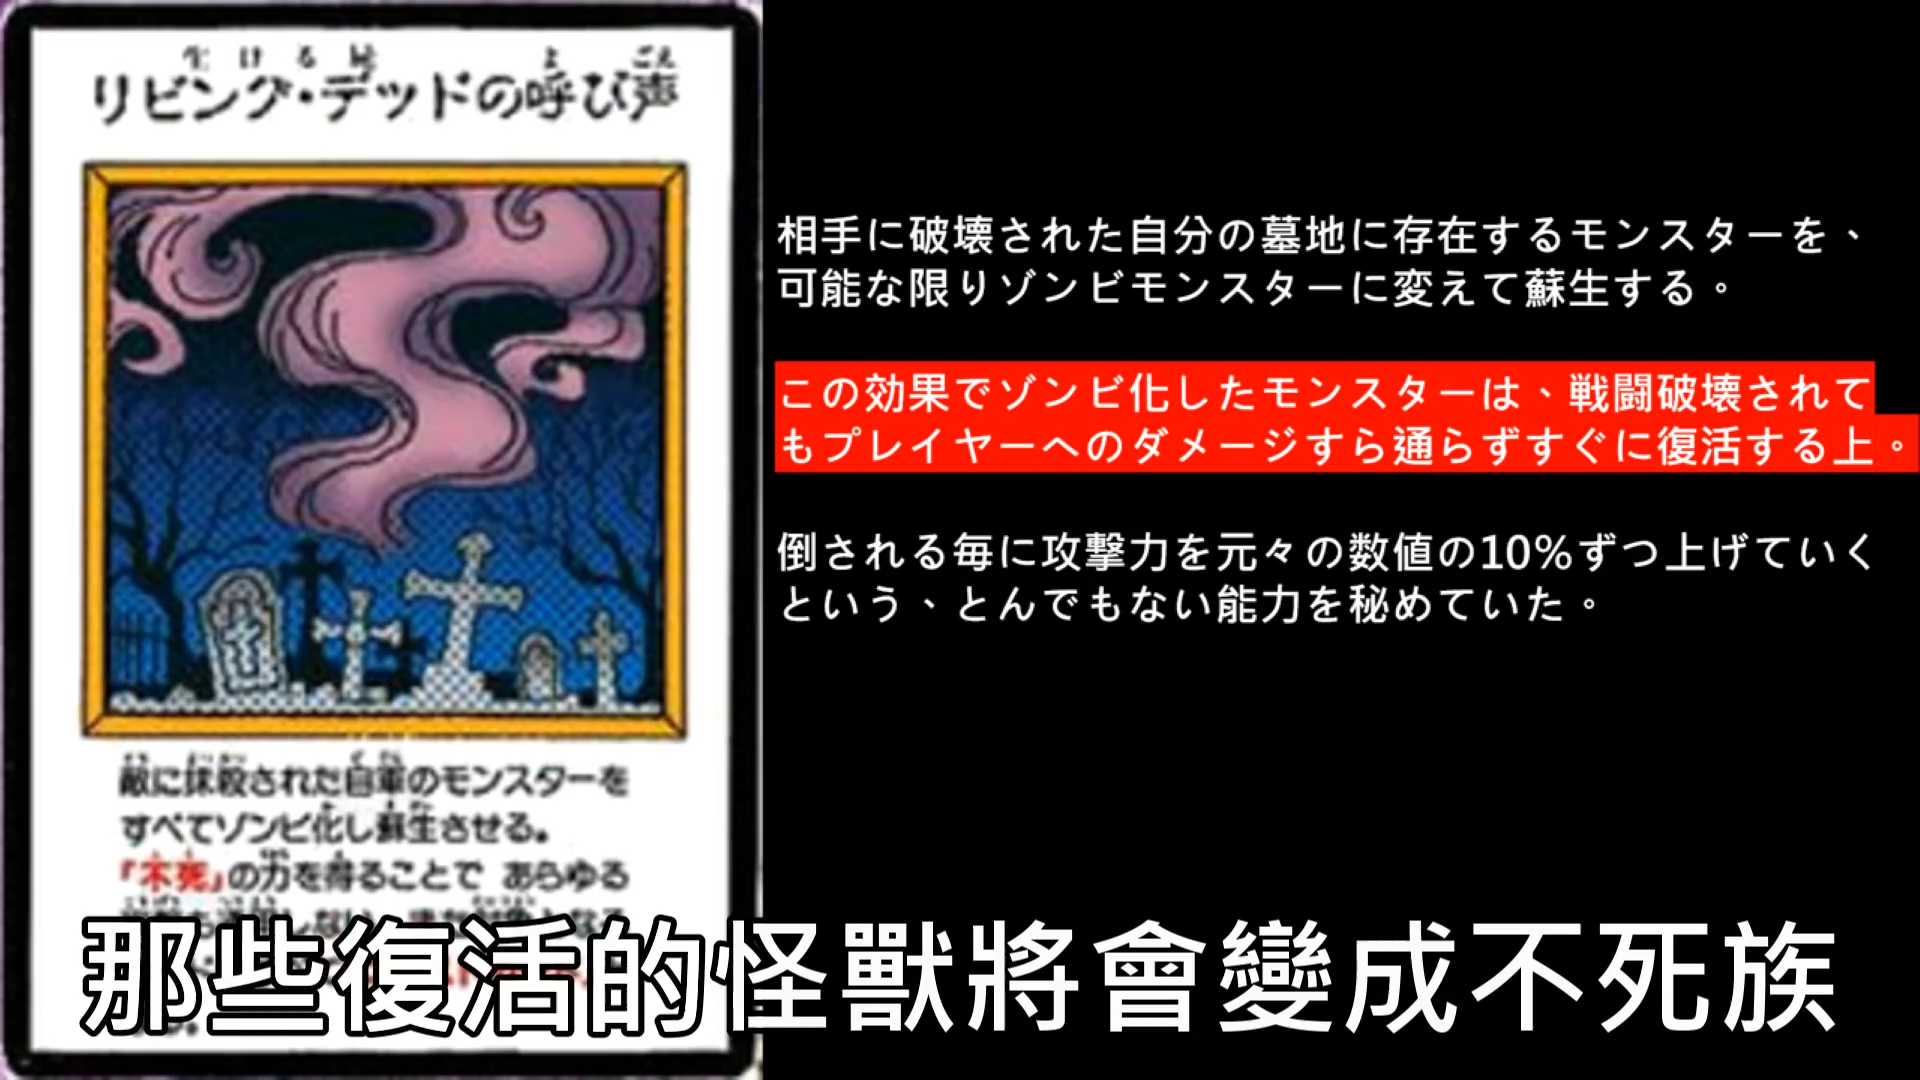 リビング・デッドの呼び声
敵に抹殺された自軍のモンスターを
すべてゾンビ化し蘇生させる。
『不死』の力を得ることで あらゆる
相手に破壊された自分の墓地に存在するモンスターを、
可能な限りゾンビモンスターに変えて蘇生する。
この効果でゾンビ化したモンスターは、戦闘破壊されて
もプレイヤーへのダメージすら通らずすぐに復活する上。
倒される毎に攻撃力を元々の数値の10%ずつ上げていく
という、とんでもない能力を秘めていた。
那些復活的怪獸將會變成不死族